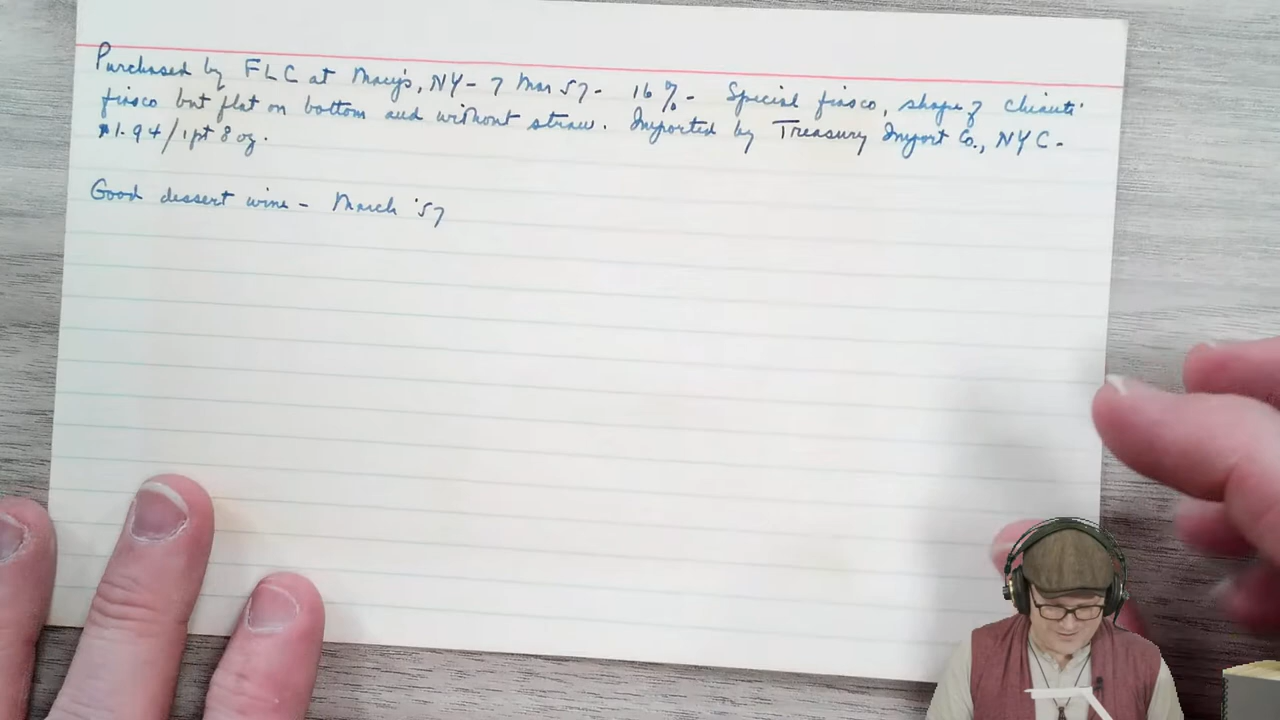 Purchased by FLC at Macy's, NY- 7 Mar 57- 16%- Special fiasco, shape of Chianti
fiasco but flat on bottom and without straw. Imported by Treasury Import Co., NYC-
$1.94/1 pt 8 oz.
Good dessert wine - March '57